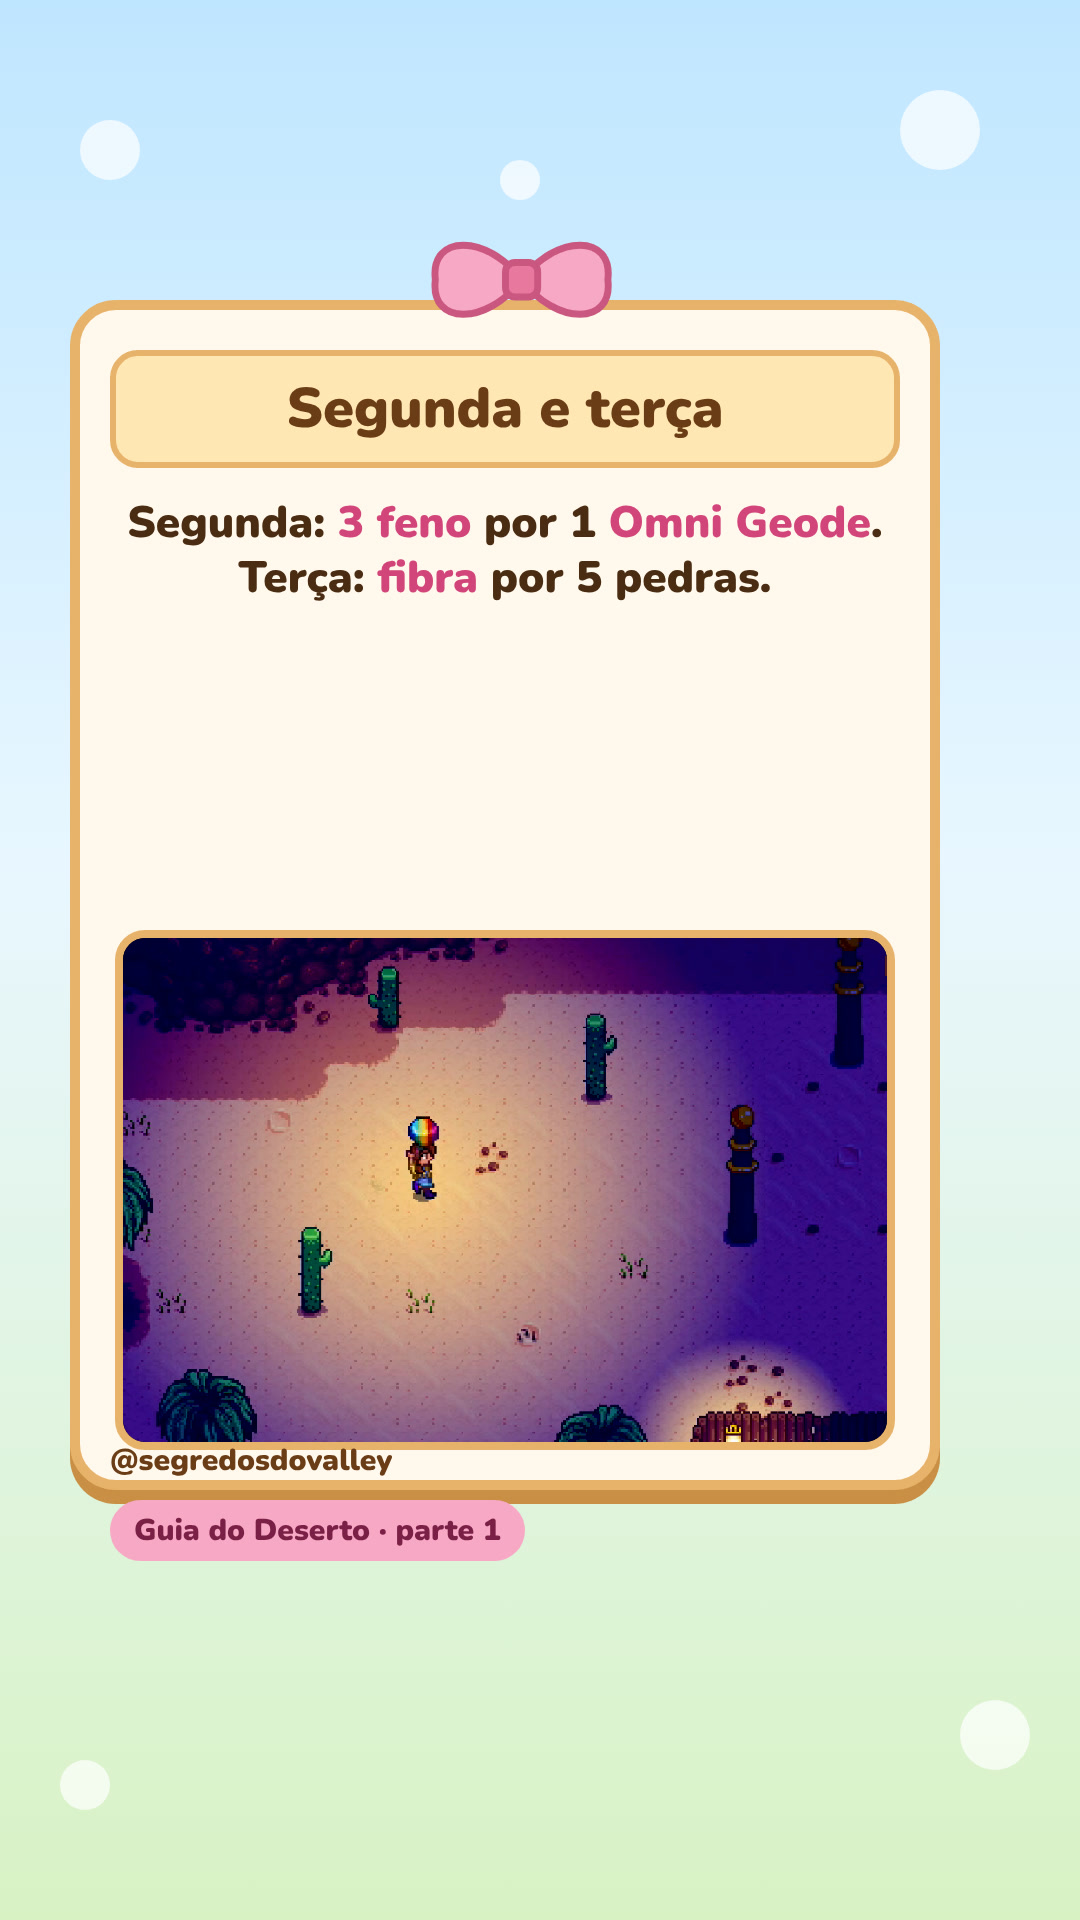 Segunda e terça
Segunda: 3 feno por 1 Omni Geode.
Terça: fibra por 5 pedras.
@segredosdovalley
Guia do Deserto · parte 1